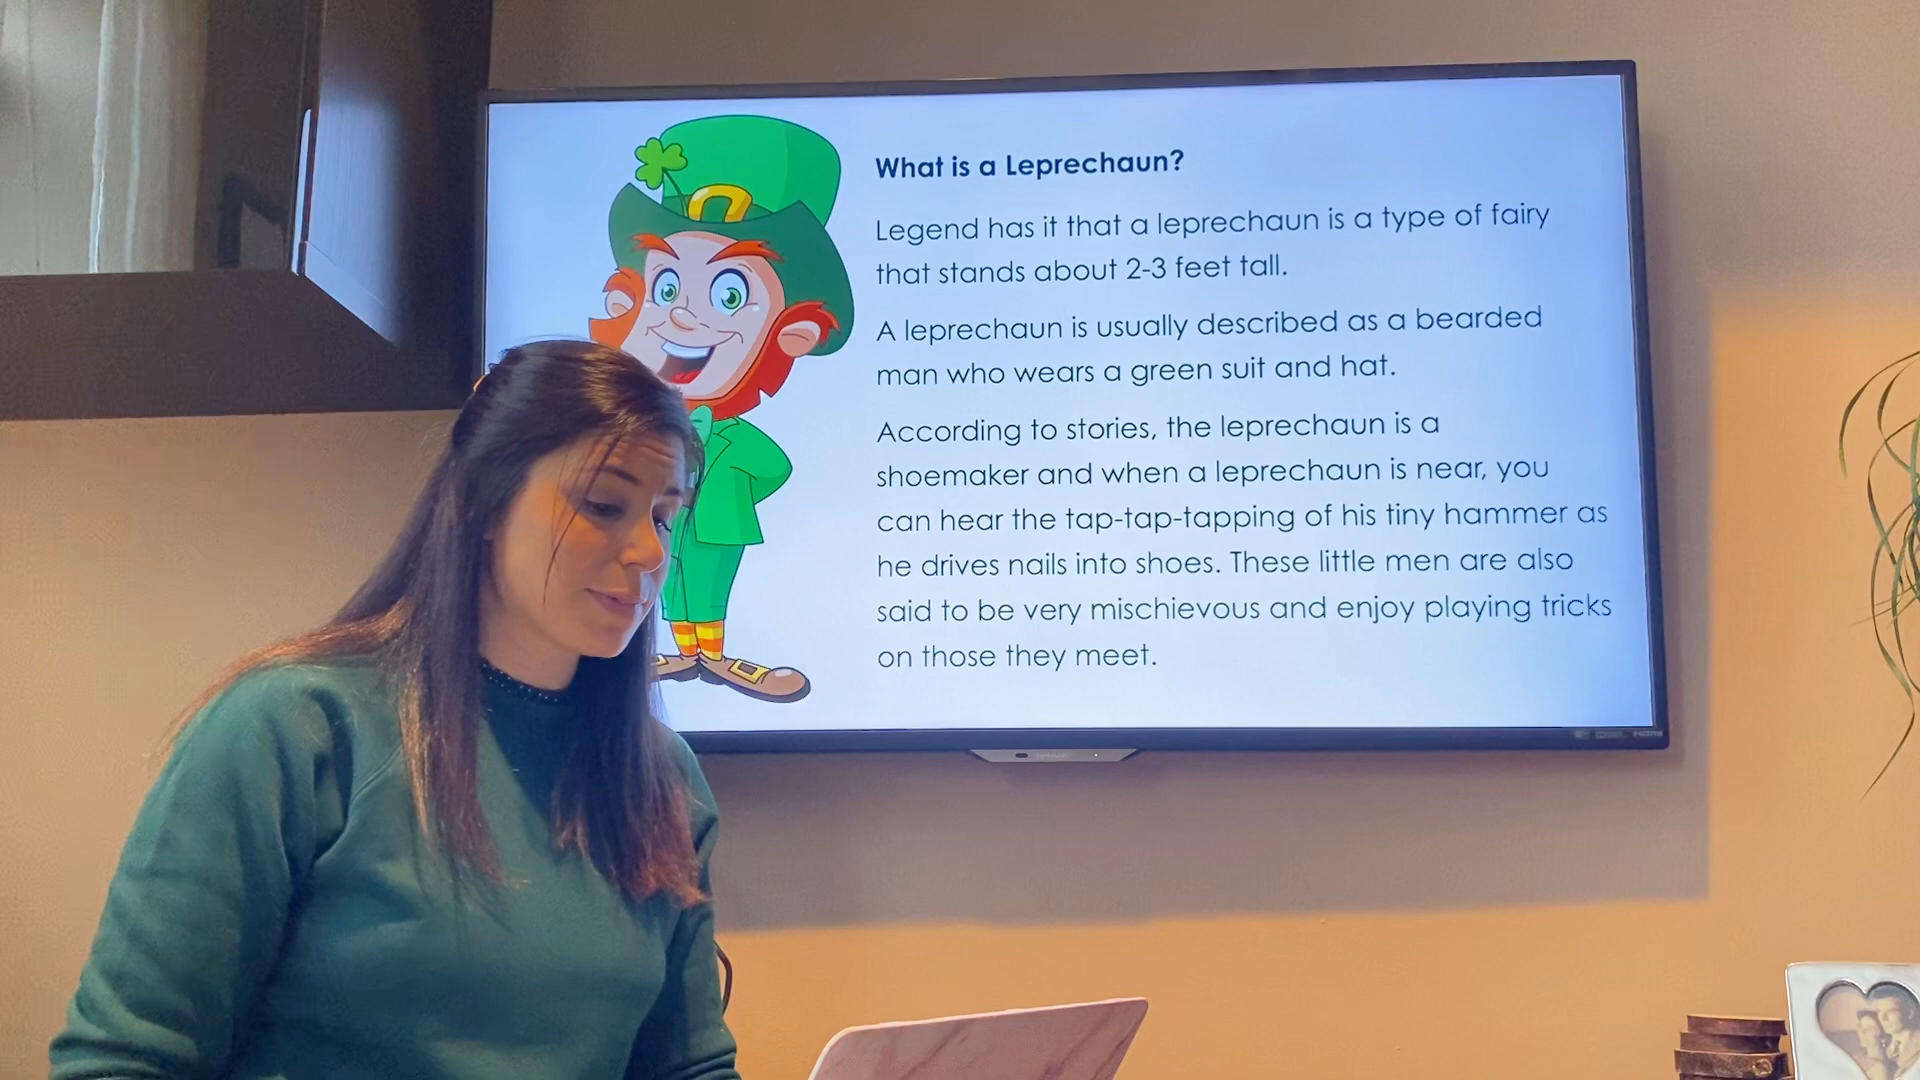 What is a Leprechaun?
Legend has it that a leprechaun is a type of fairy
that stands about 2-3 feet tall.
A leprechaun is usually described as a bearded
man who wears a green suit and hat.
According to stories, the leprechaun is a
shoemaker and when a leprechaun is near, you
can hear the tap-tap-tapping of his tiny hammer as
he drives nails into shoes. These little men are also
said to be very mischievous and enjoy playing tricks
on those they meet.